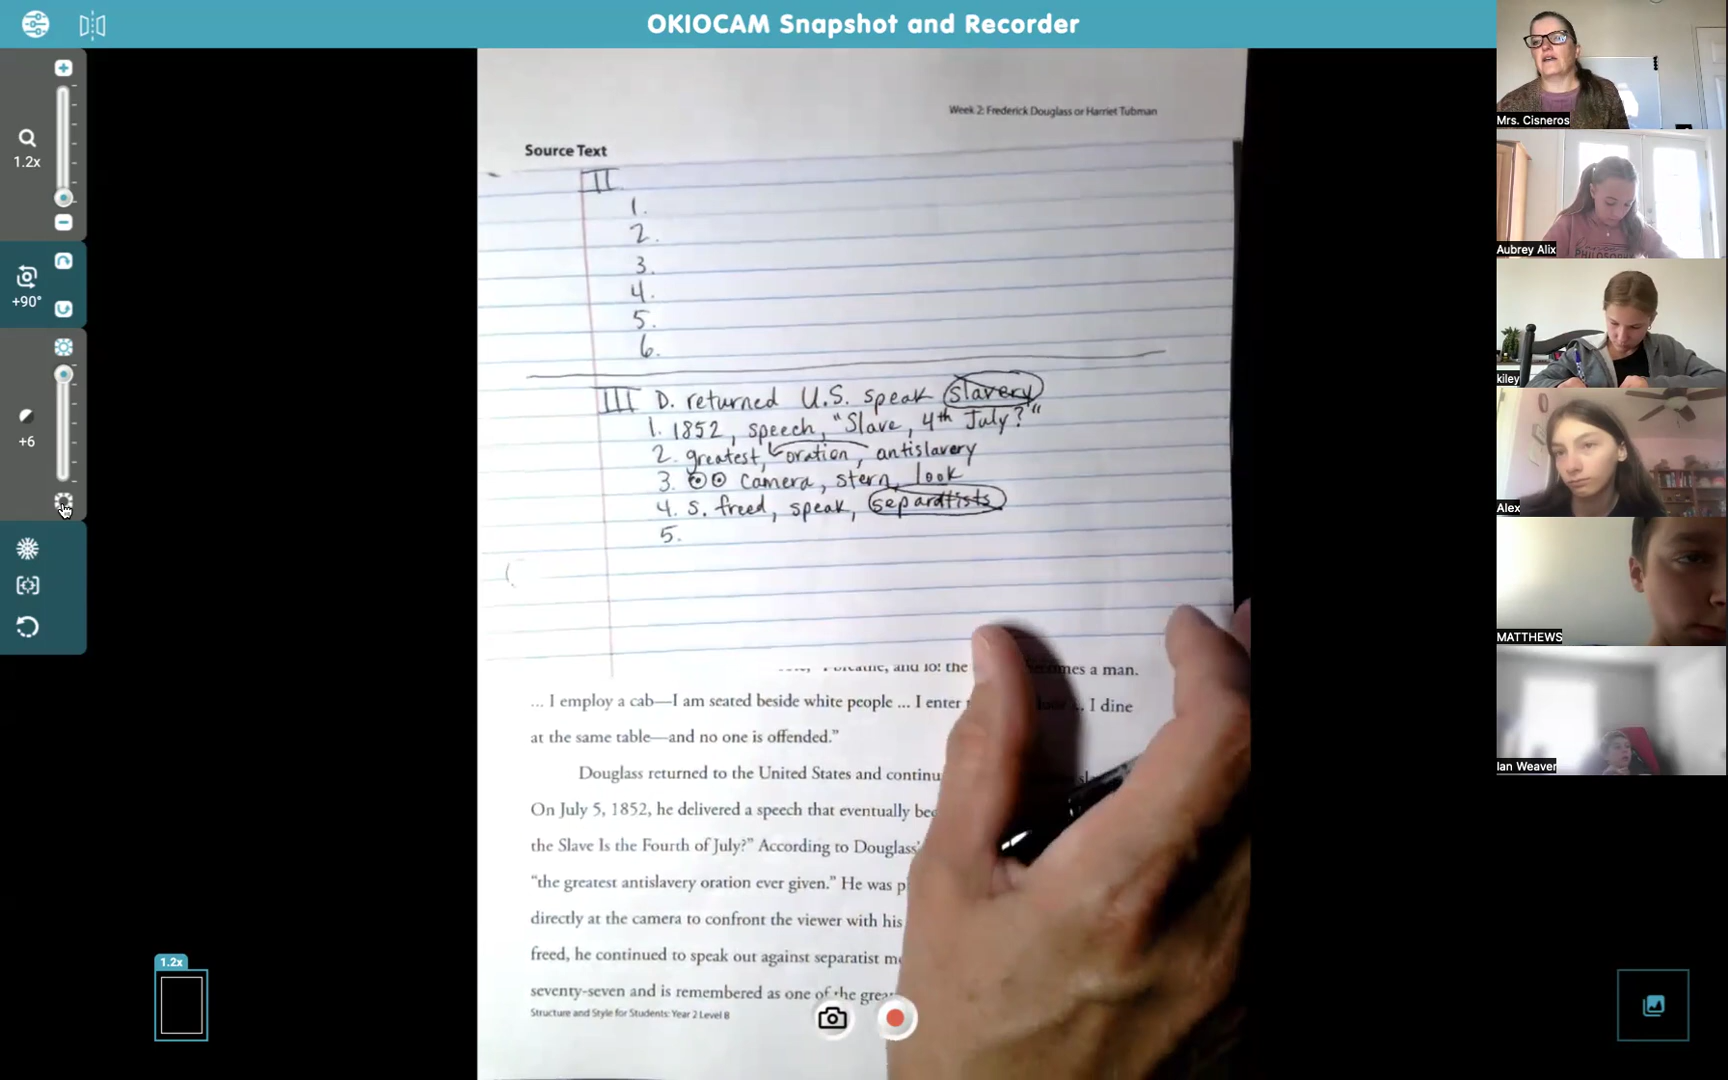 OKIOCAM Snapshot and Recorder
1.2x
+90°
+6
1.2x
Week 2: Frederick Douglass or Harriet Tubman
Source Text
II
1.
2.
3.
4.
5.
6.
III D. returned U.S. speak slavery
1. 1852, speech, "Slave, 4th July?"
2. greatest, oration, antislavery
3. camera, stern look
4. S. freed, speak, separatists
5.
and lo! the a man.
... I employ a cab—I am seated beside white people ... I enter I dine
at the same table—and no one is offended."
Douglass returned to the United States and continu
On July 5, 1852, he delivered a speech that eventually
the Slave Is the Fourth of July?" According to Douglass'
"the greatest antislavery oration ever given." He was p
directly at the camera to confront the viewer with his
freed, he continued to speak out against separatist
seventy-seven and is remembered as one of the
Structure and Style for Students: Year 2 Level B
Mrs. Cisneros
Aubrey Alix
kiley
Alex
MATTHEWS
Ian Weaver